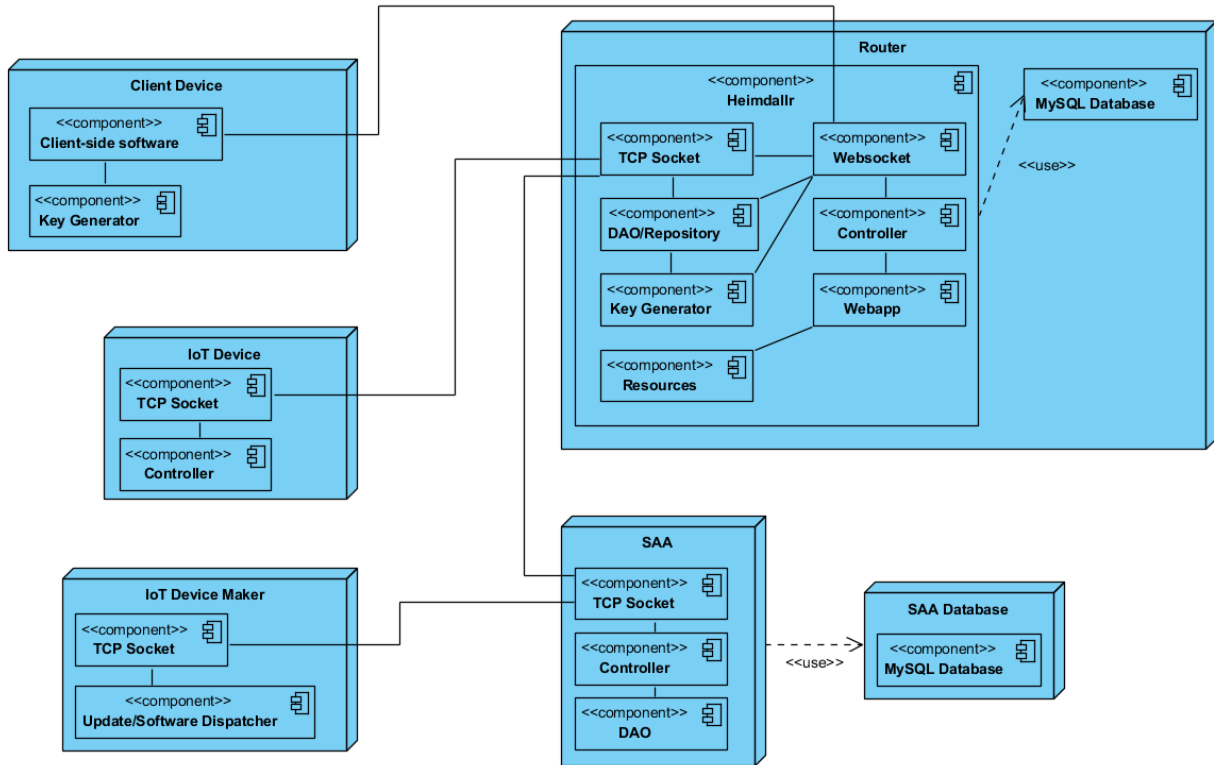 Client Device
<<component>>
Client-side software
<<component>>
Key Generator
Router
<<component>>
Heimdallr
<<component>>
TCP Socket
<<component>>
Websocket
<<component>>
DAO/Repository
<<component>>
Controller
<<component>>
Key Generator
<<component>>
Webapp
<<component>>
Resources
<<component>>
MySQL Database
<<use>>
IoT Device
<<component>>
TCP Socket
<<component>>
Controller
IoT Device Maker
<<component>>
TCP Socket
<<component>>
Update/Software Dispatcher
SAA
<<component>>
TCP Socket
<<component>>
Controller
<<component>>
DAO
<<use>>
SAA Database
<<component>>
MySQL Database